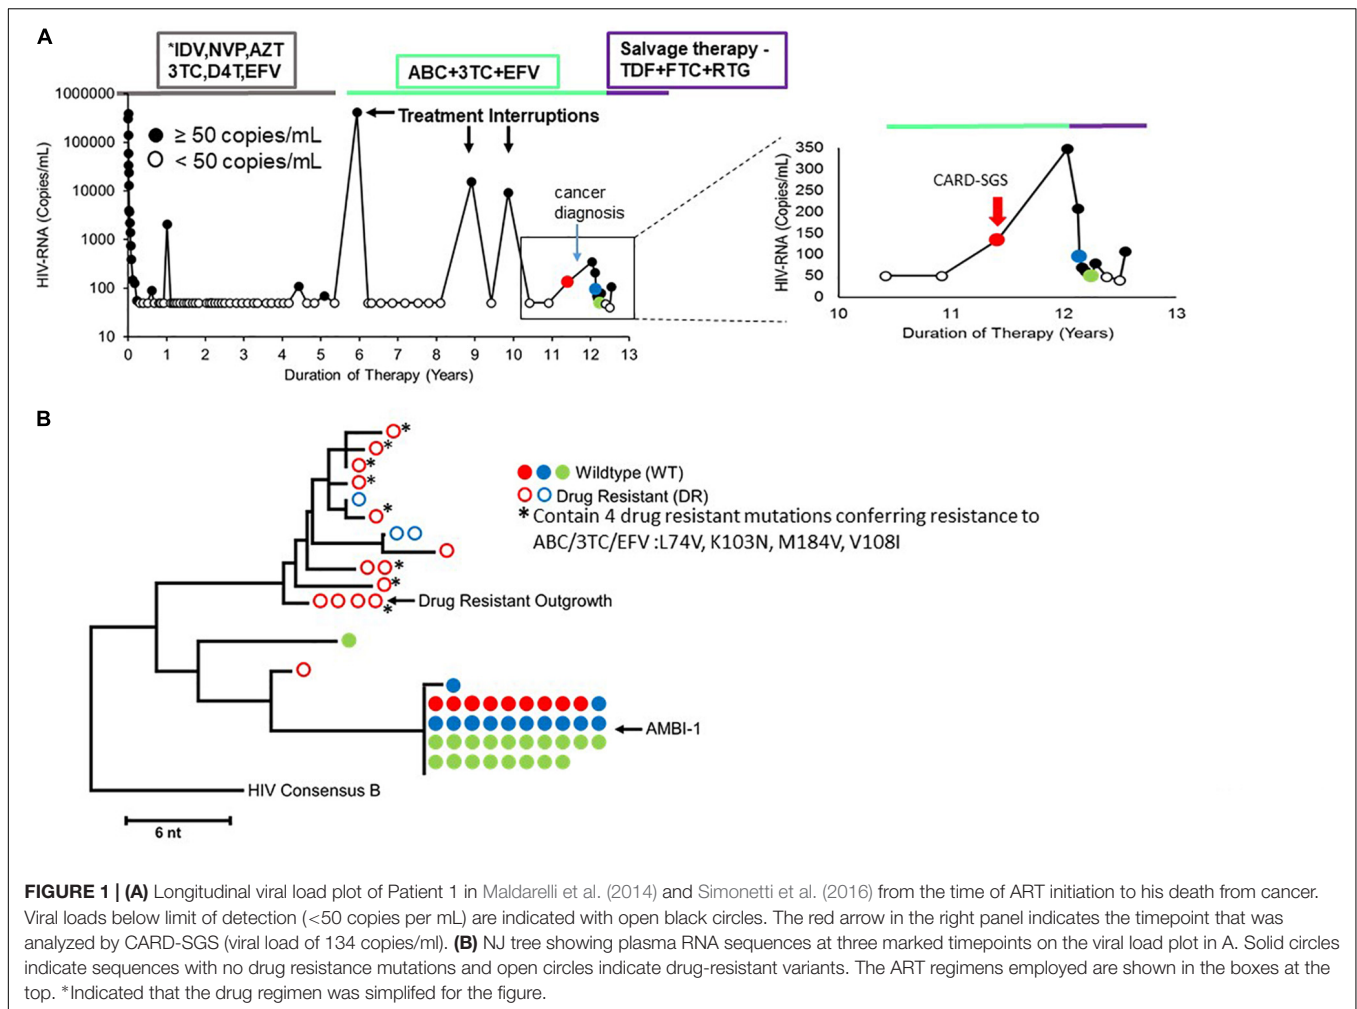 A
*IDV,NVP,AZT
3TC,D4T,EFV
ABC+3TC+EFV
Salvage therapy -
TDF+FTC+RTG
HIV-RNA (Copies/mL)
1000000
100000
10000
1000
100
10
≥ 50 copies/mL
< 50 copies/mL
Treatment Interruptions
cancer
diagnosis
0 1 2 3 4 5 6 7 8 9 10 11 12 13
Duration of Therapy (Years)
HIV-RNA (Copies/mL)
350
300
250
200
150
100
50
0
CARD-SGS
10 11 12 13
Duration of Therapy (Years)
B
*
*
*
*
*
*
*
*
Wildtype (WT)
Drug Resistant (DR)
* Contain 4 drug resistant mutations conferring resistance to
ABC/3TC/EFV :L74V, K103N, M184V, V108I
Drug Resistant Outgrowth
AMBI-1
HIV Consensus B
6 nt
FIGURE 1 | (A) Longitudinal viral load plot of Patient 1 in Maldarelli et al. (2014) and Simonetti et al. (2016) from the time of ART initiation to his death from cancer.
Viral loads below limit of detection (<50 copies per mL) are indicated with open black circles. The red arrow in the right panel indicates the timepoint that was
analyzed by CARD-SGS (viral load of 134 copies/ml). (B) NJ tree showing plasma RNA sequences at three marked timepoints on the viral load plot in A. Solid circles
indicate sequences with no drug resistance mutations and open circles indicate drug-resistant variants. The ART regimens employed are shown in the boxes at the
top. *Indicated that the drug regimen was simplifed for the figure.